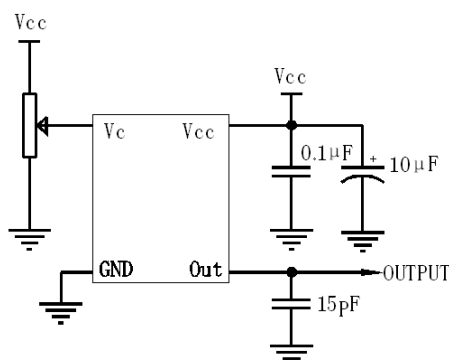 Vcc
Vcc
Vc Vcc
0.1μF
10μF
+
GND Out
OUTPUT
15pF